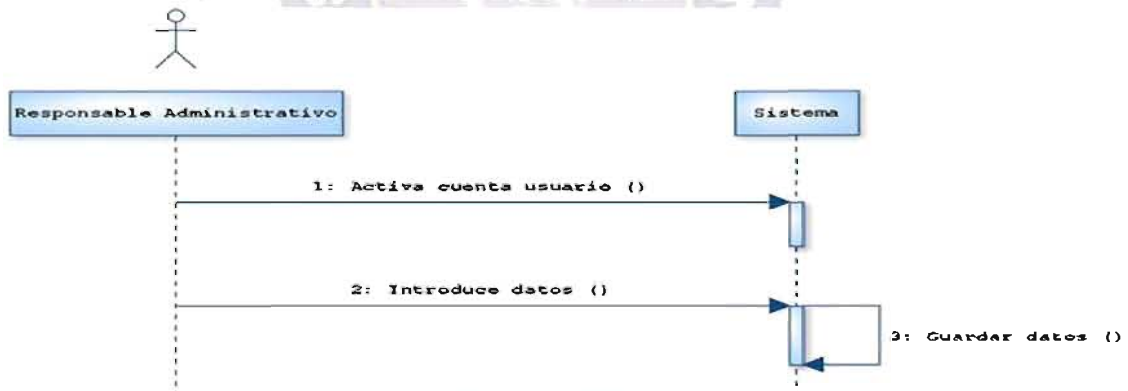 Responsable Administrativo
Sistema
1: Activa cuenta usuario ()
2: Introduce datos ()
3: Guardar datos ()